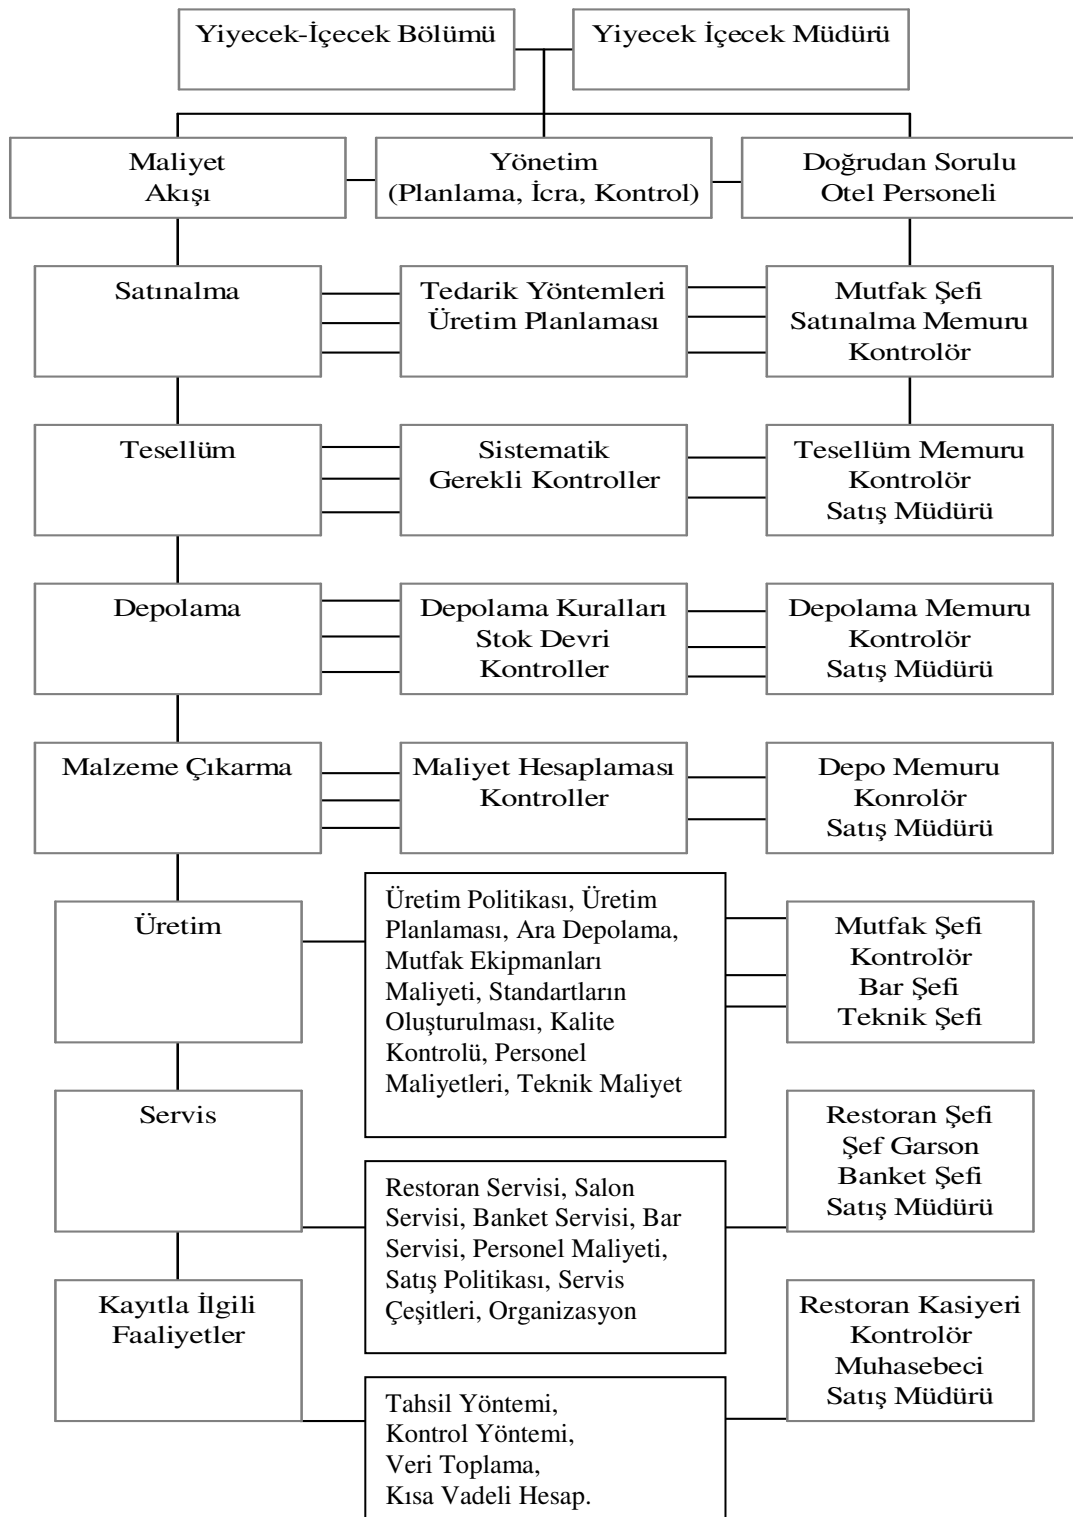 Yiyecek-İçecek Bölümü
Yiyecek İçecek Müdürü
Maliyet
Akışı
Yönetim
(Planlama, İcra, Kontrol)
Doğrudan Sorulu
Otel Personeli
Satınalma
Tedarik Yöntemleri
Üretim Planlaması
Mutfak Şefi
Satınalma Memuru
Kontrolör
Tesellüm
Sistematik
Gerekli Kontroller
Tesellüm Memuru
Kontrolör
Satış Müdürü
Depolama
Depolama Kuralları
Stok Devri
Kontroller
Depolama Memuru
Kontrolör
Satış Müdürü
Malzeme Çıkarma
Maliyet Hesaplaması
Kontroller
Depo Memuru
Konrolör
Satış Müdürü
Üretim
Üretim Politikası, Üretim
Planlaması, Ara Depolama,
Mutfak Ekipmanları
Maliyeti, Standartların
Oluşturulması, Kalite
Kontrolü, Personel
Maliyetleri, Teknik Maliyet
Mutfak Şefi
Kontrolör
Bar Şefi
Teknik Şefi
Servis
Restoran Servisi, Salon
Servisi, Banket Servisi, Bar
Servisi, Personel Maliyeti,
Satış Politikası, Servis
Çeşitleri, Organizasyon
Restoran Şefi
Şef Garson
Banket Şefi
Satış Müdürü
Kayıtla İlgili
Faaliyetler
Tahsil Yöntemi,
Kontrol Yöntemi,
Veri Toplama,
Kısa Vadeli Hesap.
Restoran Kasiyeri
Kontrolör
Muhasebeci
Satış Müdürü